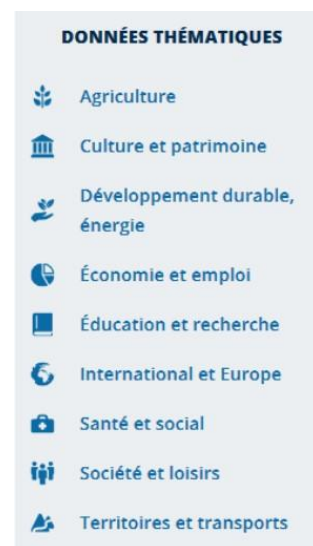 DONNÉES THÉMATIQUES
Agriculture
Culture et patrimoine
Développement durable,
énergie
Économie et emploi
Éducation et recherche
International et Europe
Santé et social
Société et loisirs
Territoires et transports